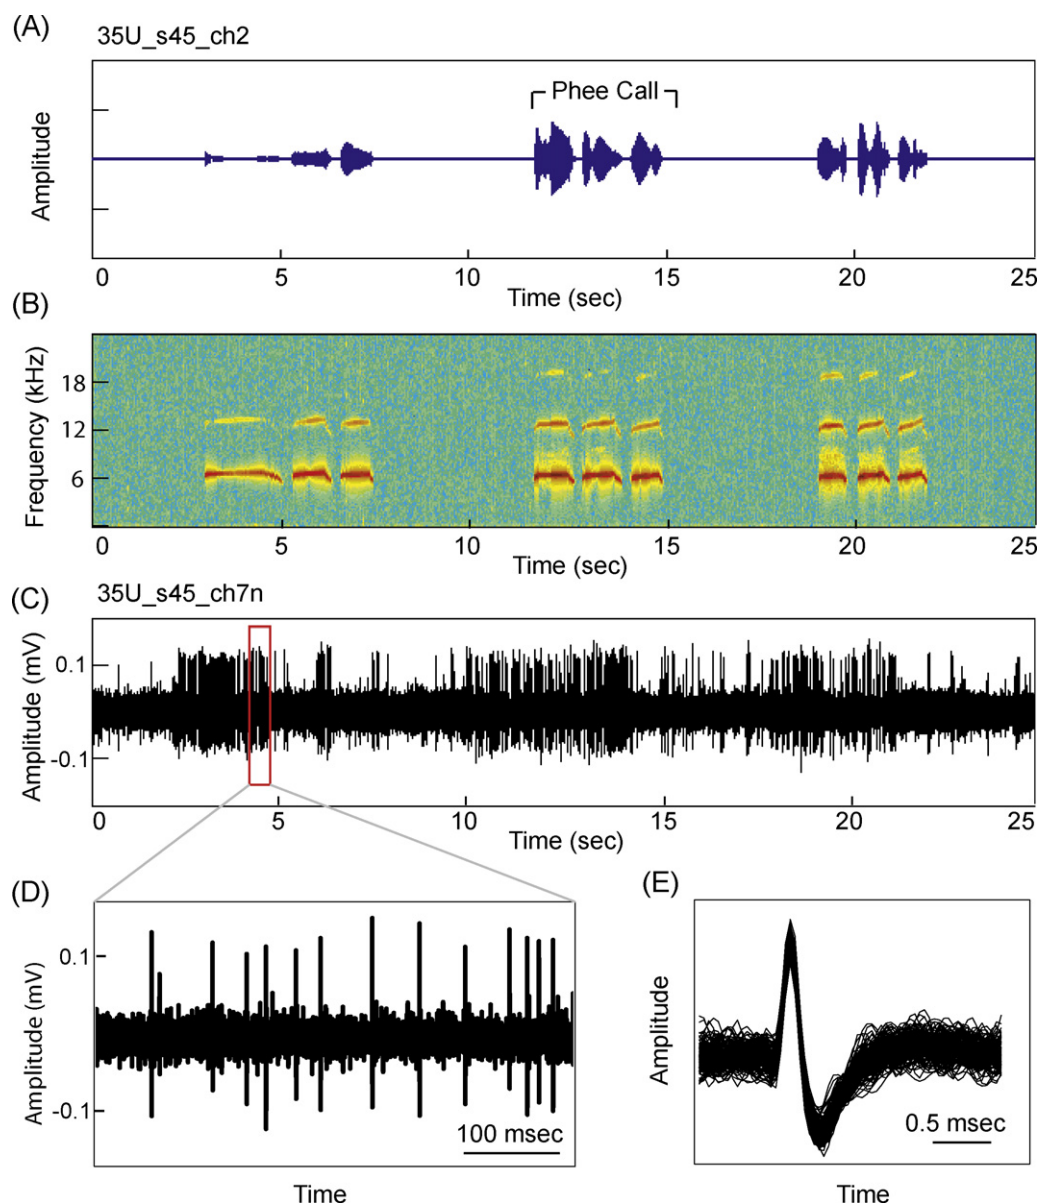 (A)
35U_s45_ch2
Phee Call
Amplitude
0 5 10 15 20 25
Time (sec)
(B)
Frequency (kHz)
18
12
6
0 5 10 15 20 25
Time (sec)
(C)
35U_s45_ch7n
Amplitude (mV)
0.1
-0.1
0 5 10 15 20 25
Time (sec)
(D)
Amplitude (mV)
0.1
-0.1
100 msec
Time
(E)
Amplitude
0.5 msec
Time